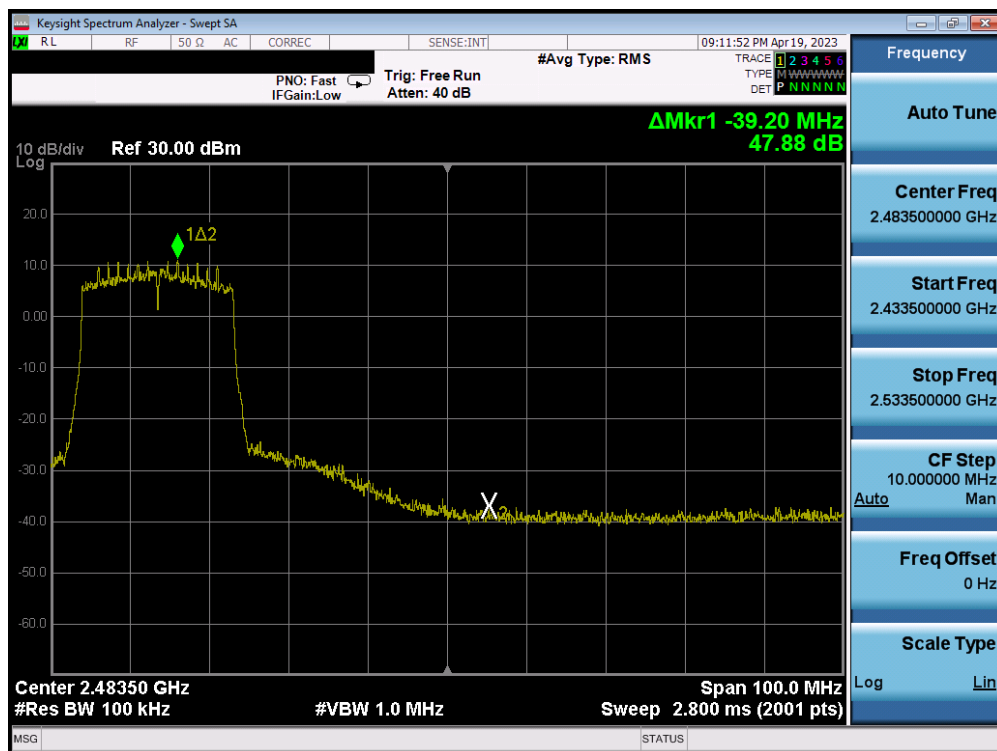 Keysight Spectrum Analyzer - Swept SA
LXI RL RF 50 Ω AC CORREC SENSE:INT 09:11:52 PM Apr 19, 2023
#Avg Type: RMS TRACE 1 2 3 4 5 6
PNO: Fast Trig: Free Run TYPE M W W W W W
IFGain:Low Atten: 40 dB DET P N N N N N
ΔMkr1 -39.20 MHz
47.88 dB
10 dB/div Ref 30.00 dBm
Log
20.0
1Δ2
10.0
0.00
-10.0
-20.0
-30.0
-40.0
X2
-50.0
-60.0
Center 2.48350 GHz Span 100.0 MHz
#Res BW 100 kHz #VBW 1.0 MHz Sweep 2.800 ms (2001 pts)
MSG STATUS
Frequency
Auto Tune
Center Freq
2.483500000 GHz
Start Freq
2.433500000 GHz
Stop Freq
2.533500000 GHz
CF Step
10.000000 MHz
Auto Man
Freq Offset
0 Hz
Scale Type
Log Lin